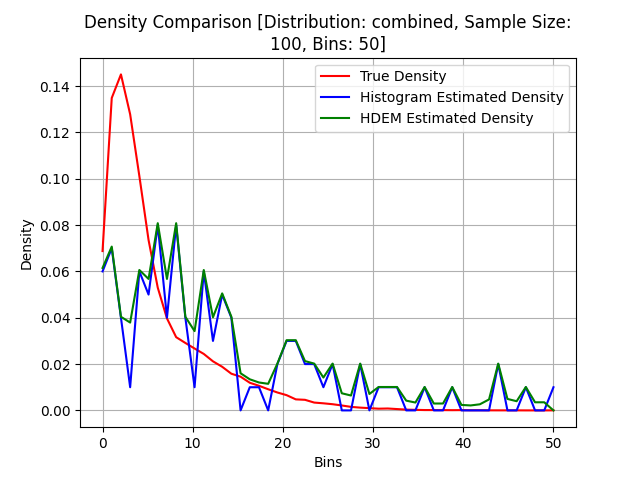 Density Comparison [Distribution: combined, Sample Size:
100, Bins: 50]
True Density
Histogram Estimated Density
HDEM Estimated Density
Density
0.14
0.12
0.10
0.08
0.06
0.04
0.02
0.00
0 10 20 30 40 50
Bins